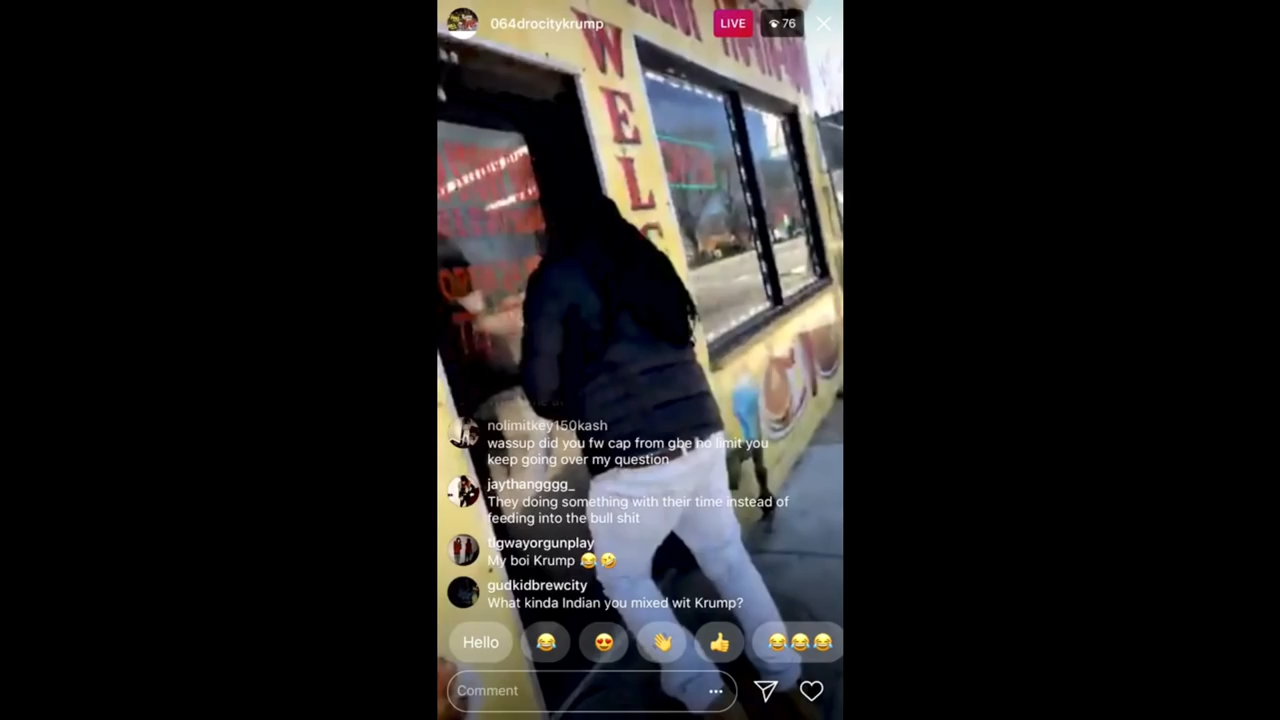 064drocitykrump
LIVE
76
WEL
OPEN
nolimitkey150kash
wassup did you fw cap from gbe no limit you
keep going over my question
jaythangggg_
They doing something with their time instead of
feeding into the bull shit
tlgwayorgunplay
My boi Krump 😂 🤣
gudkidbrewcity
What kinda Indian you mixed wit Krump?
Hello 😂 😍 👋 👍 😂😂😂
Comment